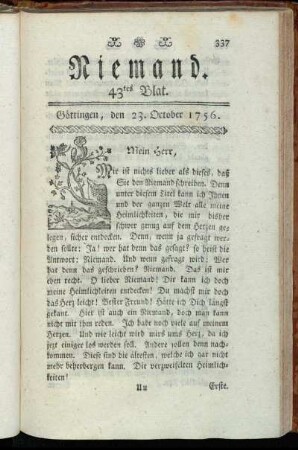 337
Niemand.
43tes Blat.
Göttingen, den 23. October 1756.
Mein Herr,
Mir ist nichts lieber als dieses, daß
Sie den Niemand schreiben. Denn
unter diesem Titel kann ich Ihnen
und der ganzen Welt alle meine
Heimlichkeiten, die mir bisher
schwer genug auf dem Herzen ge-
legen, sicher entdecken. Denn, wenn ja gefragt wer-
den sollte: Ja! wer hat denn das gesagt? so heist die
Antwort: Niemand. Und wenn gefragt wird: Wer
hat denn das geschrieben? Niemand. Das ist mir
eben recht. O lieber Niemand! Dir kan ich doch
meine Heimlichkeiten entdecken. Nun machst du mir doch
das Herz leicht! Bester Freund! Hätte ich Dich längst
gekant. Ist mir auch ein Niemand, doch man kann
nicht mit ihm reden. Ich habe noch viele auf meinem
Herzen. Und wie leicht wird mirs ums Herz, da ich
jezt einiger los werden soll. Andere sollen denn nach-
kommen. Diese sind die ältesten, welche ich gar nicht
mehr beherbergen kann. Die verzweifelten Heimlich-
keiten!
Uu Erste.